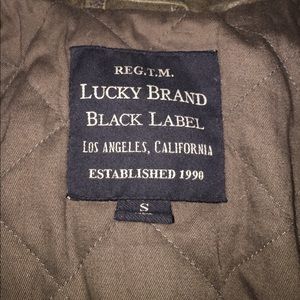 REG.T.M.
LUCKY BRAND
BLACK LABEL
LOS ANGELES, CALIFORNIA
ESTABLISHED 1990
S